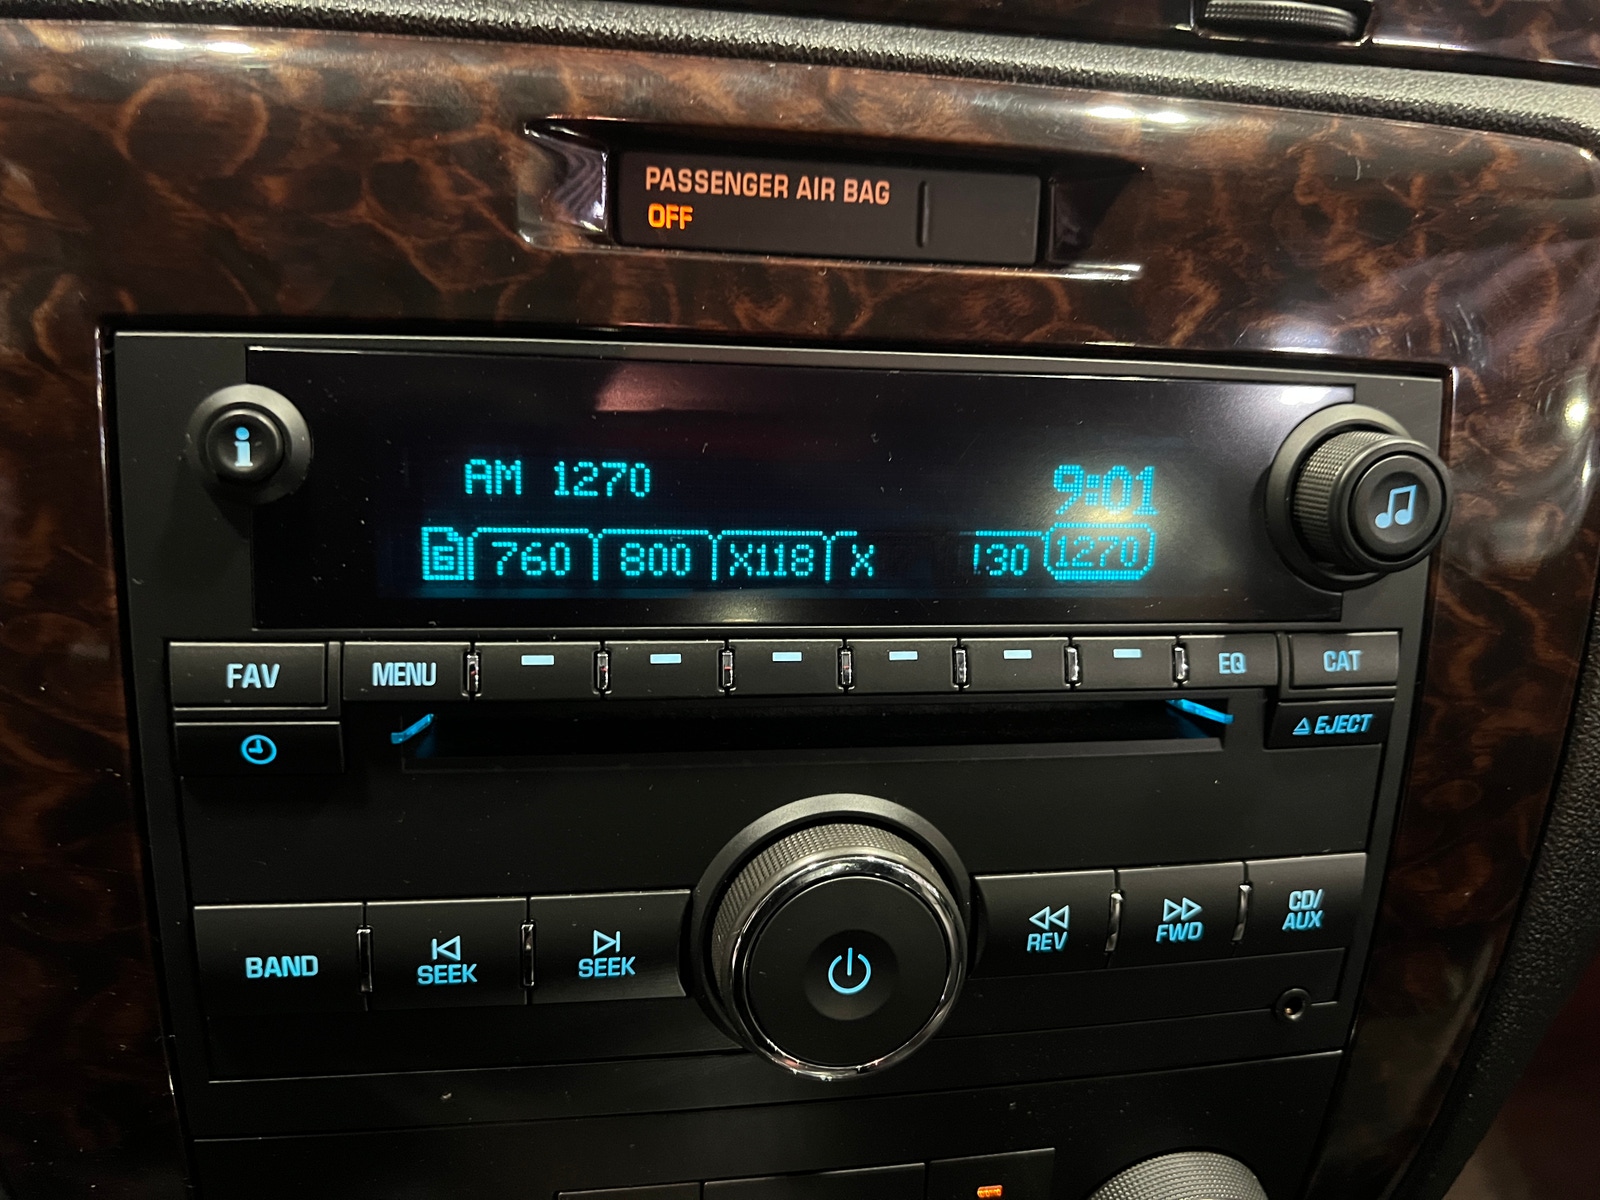 PASSENGER AIR BAG
OFF
i
AM 1270 9:01
760 800 X118 X 1270
FAV MENU EQ CAT
EJECT
BAND SEEK SEEK REV FWD CD/
AUX